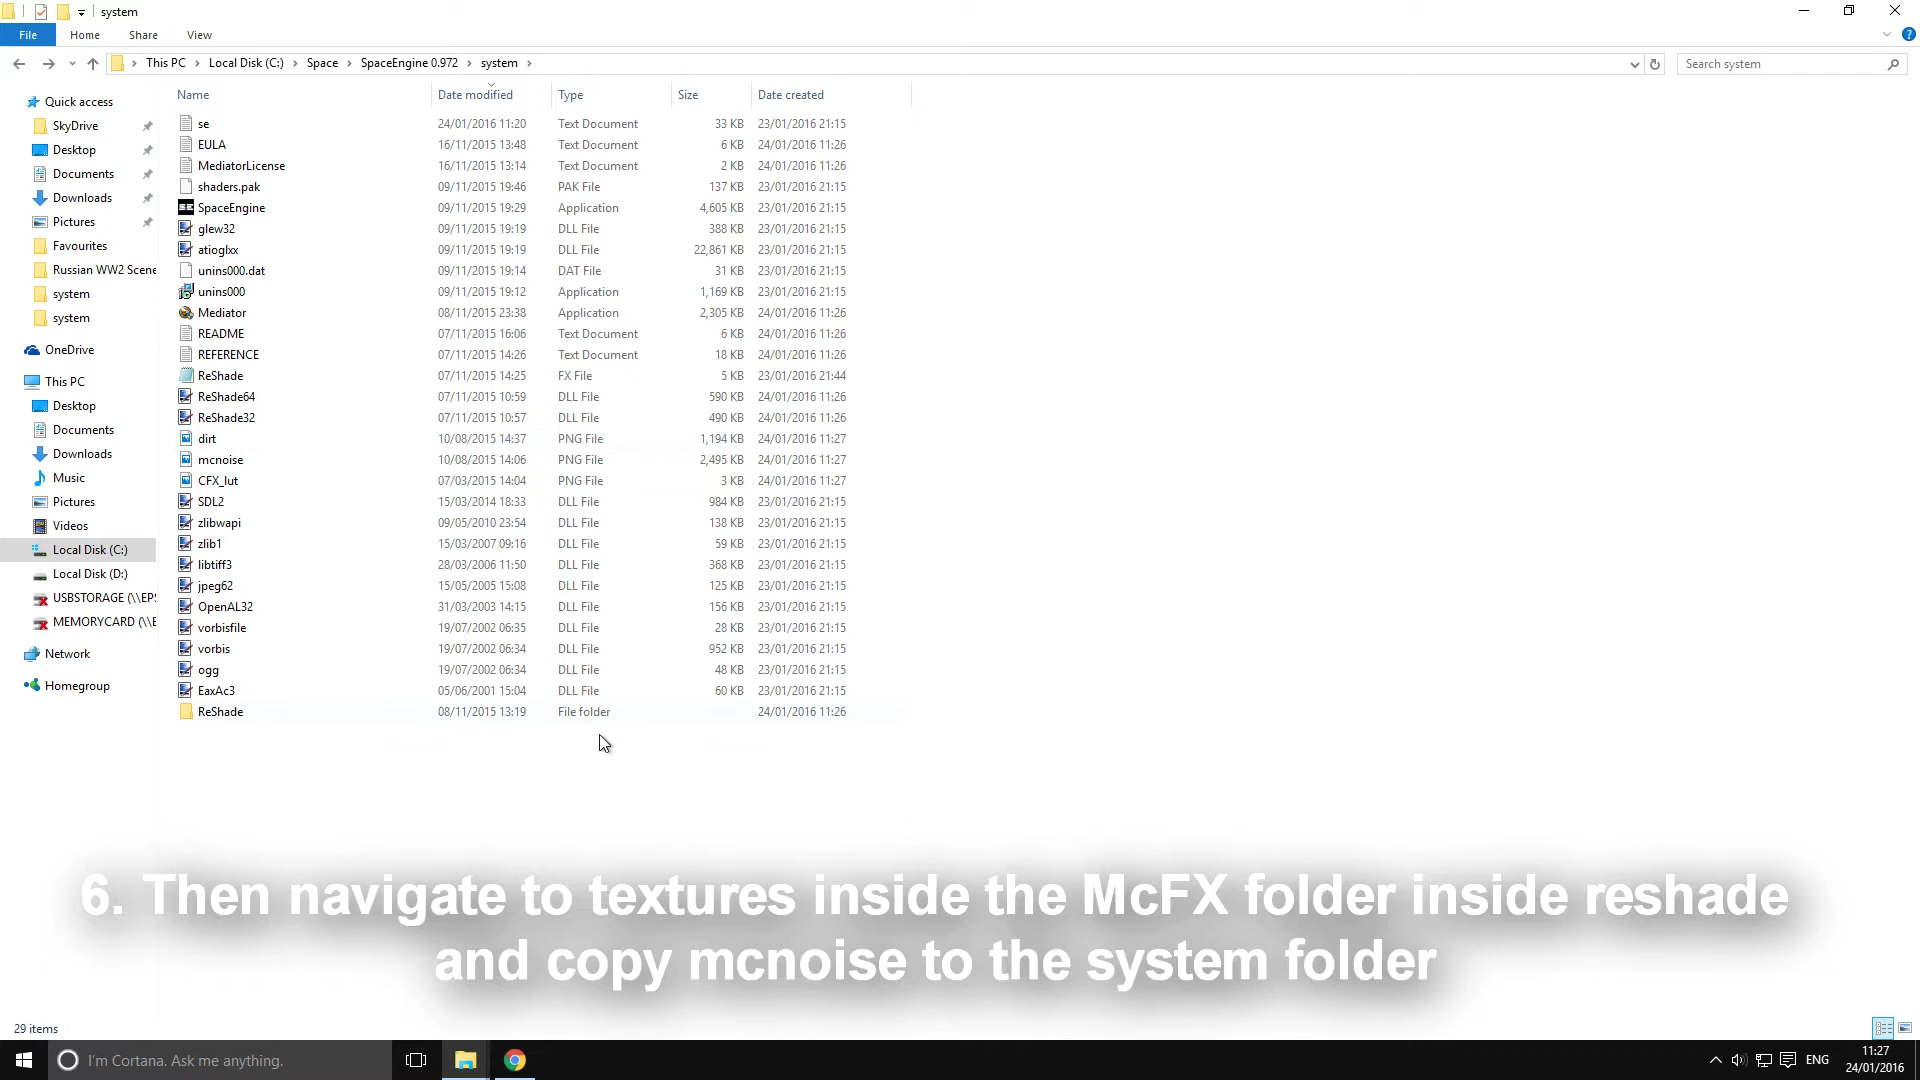 system
File Home Share View
This PC Local Disk (C:) Space SpaceEngine 0.972 system
Search system
Name Date modified Type Size Date created
Quick access
SkyDrive
Desktop
Documents
Downloads
Pictures
Favourites
Russian WW2 Scene
system
system
OneDrive
This PC
Desktop
Documents
Downloads
Music
Pictures
Videos
Local Disk (C:)
Local Disk (D:)
USBSTORAGE (\\EPS
MEMORYCARD (\\E
Network
Homegroup
se 24/01/2016 11:20 Text Document 33 KB 23/01/2016 21:15
EULA 16/11/2015 13:48 Text Document 6 KB 24/01/2016 11:26
MediatorLicense 16/11/2015 13:14 Text Document 2 KB 24/01/2016 11:26
shaders.pak 09/11/2015 19:46 PAK File 137 KB 23/01/2016 21:15
SpaceEngine 09/11/2015 19:29 Application 4,605 KB 23/01/2016 21:15
glew32 09/11/2015 19:19 DLL File 388 KB 23/01/2016 21:15
atioglxx 09/11/2015 19:19 DLL File 22,861 KB 23/01/2016 21:15
unins000.dat 09/11/2015 19:14 DAT File 31 KB 23/01/2016 21:15
unins000 09/11/2015 19:12 Application 1,169 KB 23/01/2016 21:15
Mediator 08/11/2015 23:38 Application 2,305 KB 24/01/2016 11:26
README 07/11/2015 16:06 Text Document 6 KB 24/01/2016 11:26
REFERENCE 07/11/2015 14:26 Text Document 18 KB 24/01/2016 11:26
ReShade 07/11/2015 14:25 FX File 5 KB 23/01/2016 21:44
ReShade64 07/11/2015 10:59 DLL File 590 KB 24/01/2016 11:26
ReShade32 07/11/2015 10:57 DLL File 490 KB 24/01/2016 11:26
dirt 10/08/2015 14:37 PNG File 1,194 KB 24/01/2016 11:27
mcnoise 10/08/2015 14:06 PNG File 2,495 KB 24/01/2016 11:27
CFX_lut 07/03/2015 14:04 PNG File 3 KB 24/01/2016 11:27
SDL2 15/03/2014 18:33 DLL File 984 KB 23/01/2016 21:15
zlibwapi 09/05/2010 23:54 DLL File 138 KB 23/01/2016 21:15
zlib1 15/03/2007 09:16 DLL File 59 KB 23/01/2016 21:15
libtiff3 28/03/2006 11:50 DLL File 368 KB 23/01/2016 21:15
jpeg62 15/05/2005 15:08 DLL File 125 KB 23/01/2016 21:15
OpenAL32 31/03/2003 14:15 DLL File 156 KB 23/01/2016 21:15
vorbisfile 19/07/2002 06:35 DLL File 28 KB 23/01/2016 21:15
vorbis 19/07/2002 06:34 DLL File 952 KB 23/01/2016 21:15
ogg 19/07/2002 06:34 DLL File 48 KB 23/01/2016 21:15
EaxAc3 05/06/2001 15:04 DLL File 60 KB 23/01/2016 21:15
ReShade 08/11/2015 13:19 File folder 24/01/2016 11:26
6. Then navigate to textures inside the McFX folder inside reshade
and copy mcnoise to the system folder
29 items
I'm Cortana. Ask me anything.
ENG
11:27
24/01/2016